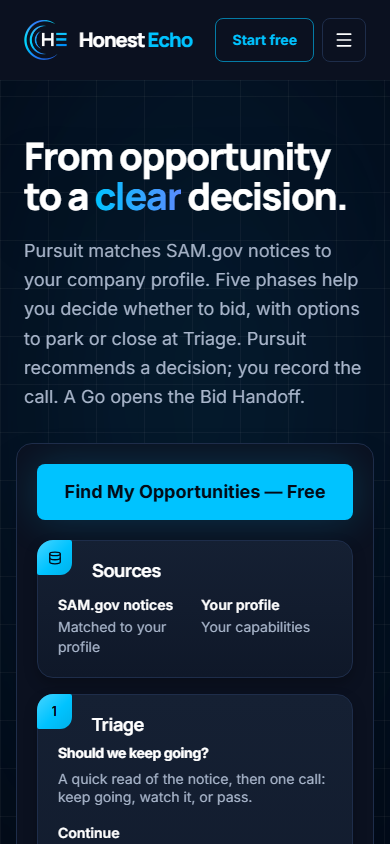 HE Honest Echo
Start free
From opportunity
to a clear decision.
Pursuit matches SAM.gov notices to
your company profile. Five phases help
you decide whether to bid, with options
to park or close at Triage. Pursuit
recommends a decision; you record the
call. A Go opens the Bid Handoff.
Find My Opportunities — Free
Sources
SAM.gov notices
Matched to your
profile
Your profile
Your capabilities
1
Triage
Should we keep going?
A quick read of the notice, then one call:
keep going, watch it, or pass.
Continue